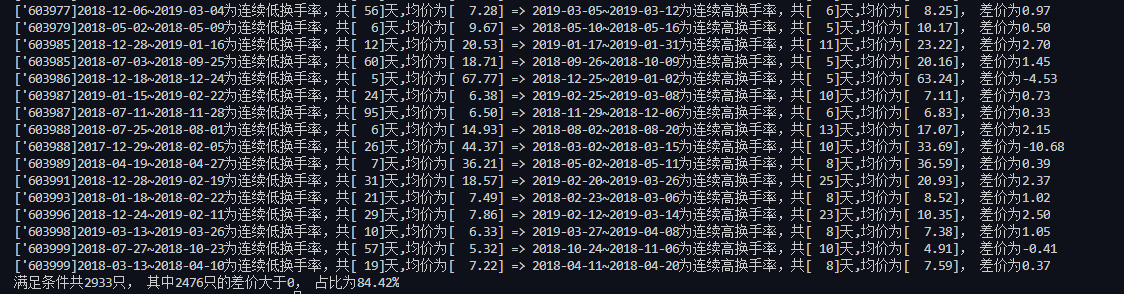 ['603977]2018-12-06~2019-03-04为连续低换手率，共[ 56]天,均价为[  7.28] => 2019-03-05~2019-03-12为连续高换手率，共[  6]天,均价为[  8.25]， 差价为0.97
['603979]2018-05-02~2018-05-09为连续低换手率，共[  6]天,均价为[  9.67] => 2018-05-10~2018-05-16为连续高换手率，共[  5]天,均价为[ 10.17]， 差价为0.50
['603985]2018-12-28~2019-01-16为连续低换手率，共[ 12]天,均价为[ 20.53] => 2019-01-17~2019-01-31为连续高换手率，共[ 11]天,均价为[ 23.22]， 差价为2.70
['603985]2018-07-03~2018-09-25为连续低换手率，共[ 60]天,均价为[ 18.71] => 2018-09-26~2018-10-09为连续高换手率，共[  5]天,均价为[ 20.16]， 差价为1.45
['603986]2018-12-18~2018-12-24为连续低换手率，共[  5]天,均价为[ 67.77] => 2018-12-25~2019-01-02为连续高换手率，共[  5]天,均价为[ 63.24]， 差价为-4.53
['603987]2019-01-15~2019-02-22为连续低换手率，共[ 24]天,均价为[  6.38] => 2019-02-25~2019-03-08为连续高换手率，共[ 10]天,均价为[  7.11]， 差价为0.73
['603987]2018-07-11~2018-11-28为连续低换手率，共[ 95]天,均价为[  6.50] => 2018-11-29~2018-12-06为连续高换手率，共[  6]天,均价为[  6.83]， 差价为0.33
['603988]2018-07-25~2018-08-01为连续低换手率，共[  6]天,均价为[ 14.93] => 2018-08-02~2018-08-20为连续高换手率，共[ 13]天,均价为[ 17.07]， 差价为2.15
['603988]2017-12-29~2018-02-05为连续低换手率，共[ 26]天,均价为[ 44.37] => 2018-03-02~2018-03-15为连续高换手率，共[ 10]天,均价为[ 33.69]， 差价为-10.68
['603989]2018-04-19~2018-04-27为连续低换手率，共[  7]天,均价为[ 36.21] => 2018-05-02~2018-05-11为连续高换手率，共[  8]天,均价为[ 36.59]， 差价为0.39
['603991]2018-12-28~2019-02-19为连续低换手率，共[ 31]天,均价为[ 18.57] => 2019-02-20~2019-03-26为连续高换手率，共[ 25]天,均价为[ 20.93]， 差价为2.37
['603993]2018-01-18~2018-02-22为连续低换手率，共[ 21]天,均价为[  7.49] => 2018-02-23~2018-03-06为连续高换手率，共[  8]天,均价为[  8.52]， 差价为1.02
['603996]2018-12-24~2019-02-11为连续低换手率，共[ 29]天,均价为[  7.86] => 2019-02-12~2019-03-14为连续高换手率，共[ 23]天,均价为[ 10.35]， 差价为2.50
['603998]2019-03-13~2019-03-26为连续低换手率，共[ 10]天,均价为[  6.33] => 2019-03-27~2019-04-08为连续高换手率，共[  8]天,均价为[  7.38]， 差价为1.05
['603999]2018-07-27~2018-10-23为连续低换手率，共[ 57]天,均价为[  5.32] => 2018-10-24~2018-11-06为连续高换手率，共[ 10]天,均价为[  4.91]， 差价为-0.41
['603999]2018-03-13~2018-04-10为连续低换手率，共[ 19]天,均价为[  7.22] => 2018-04-11~2018-04-20为连续高换手率，共[  8]天,均价为[  7.59]， 差价为0.37
满足条件共2933只， 其中2476只的差价大于0， 占比为84.42%